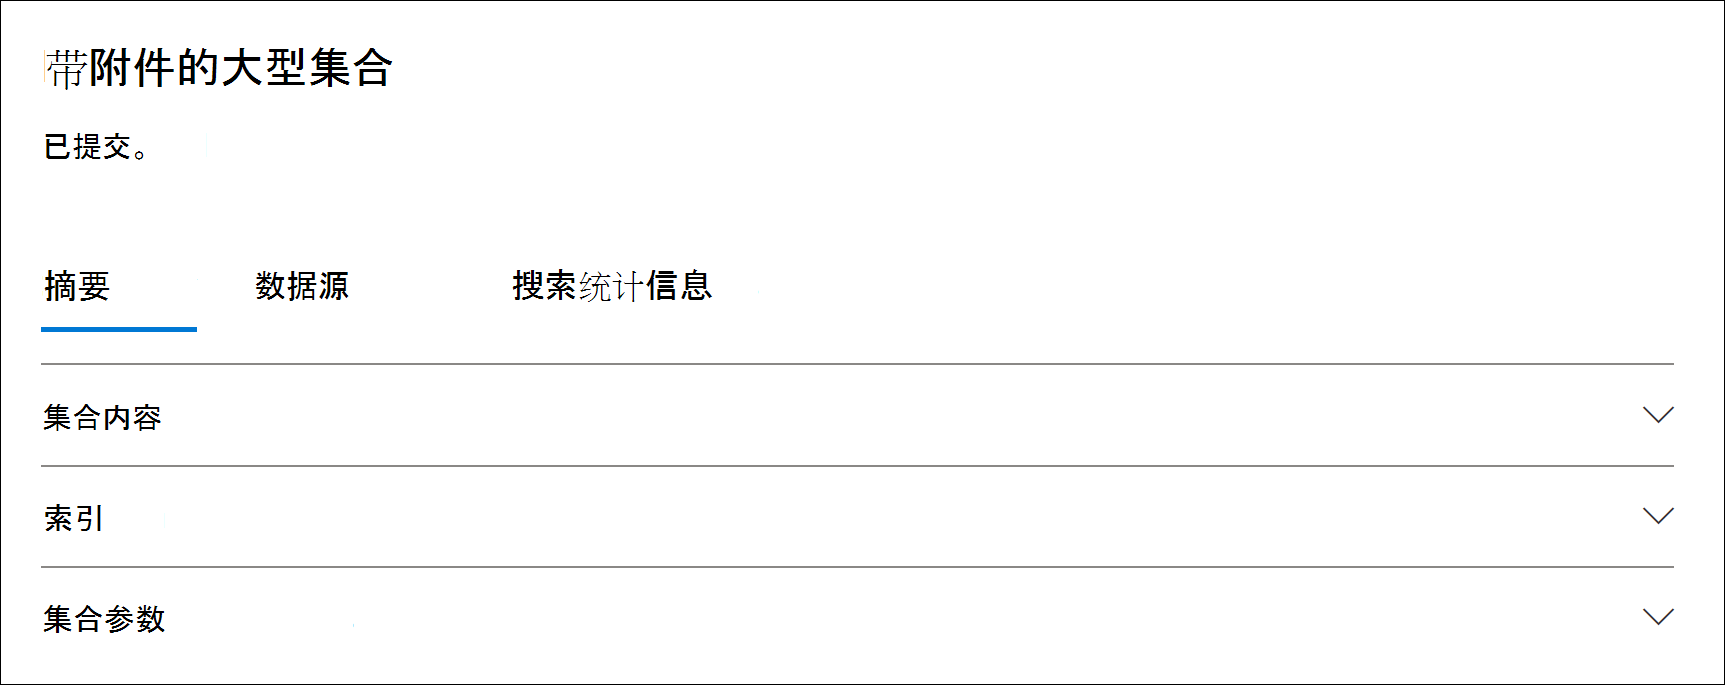 带附件的大型集合
已提交。
摘要 数据源 搜索统计信息
集合内容
索引
集合参数